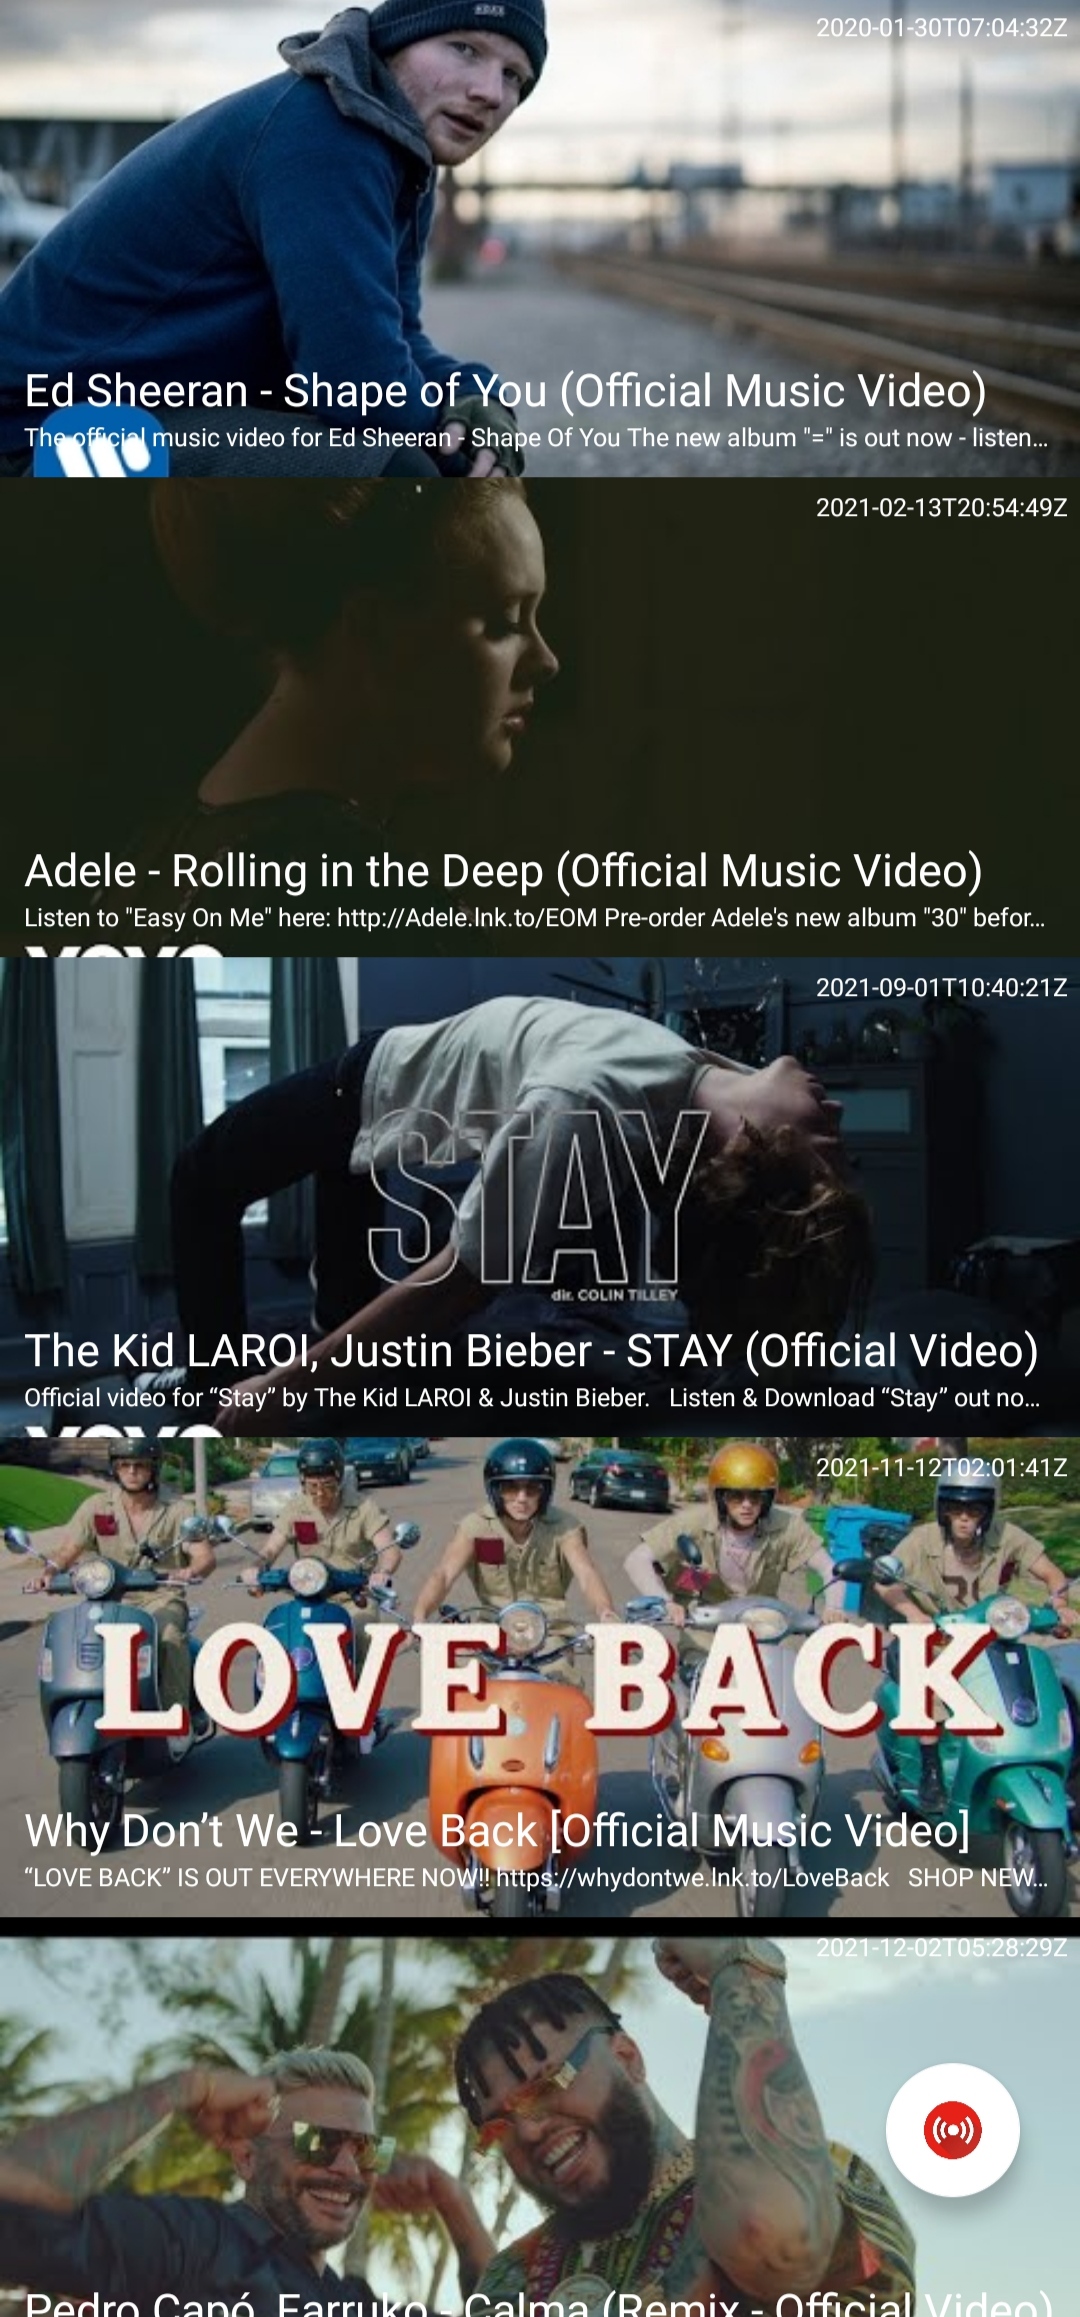 2020-01-30T07:04:32Z
Ed Sheeran - Shape of You (Official Music Video)
The official music video for Ed Sheeran - Shape Of You The new album "=" is out now - listen…
2021-02-13T20:54:49Z
Adele - Rolling in the Deep (Official Music Video)
Listen to "Easy On Me" here: http://Adele.lnk.to/EOM Pre-order Adele's new album "30" befor…
vevo
2021-09-01T10:40:21Z
STAY
dir. COLIN TILLEY
The Kid LAROI, Justin Bieber - STAY (Official Video)
Official video for “Stay” by The Kid LAROI & Justin Bieber.   Listen & Download “Stay” out no…
vevo
2021-11-12T02:01:41Z
LOVE BACK
Why Don’t We - Love Back [Official Music Video]
“LOVE BACK” IS OUT EVERYWHERE NOW!! https://whydontwe.lnk.to/LoveBack   SHOP NEW…
2021-12-02T05:28:29Z
Pedro Capó, Farruko - Calma (Remix - Official Video)